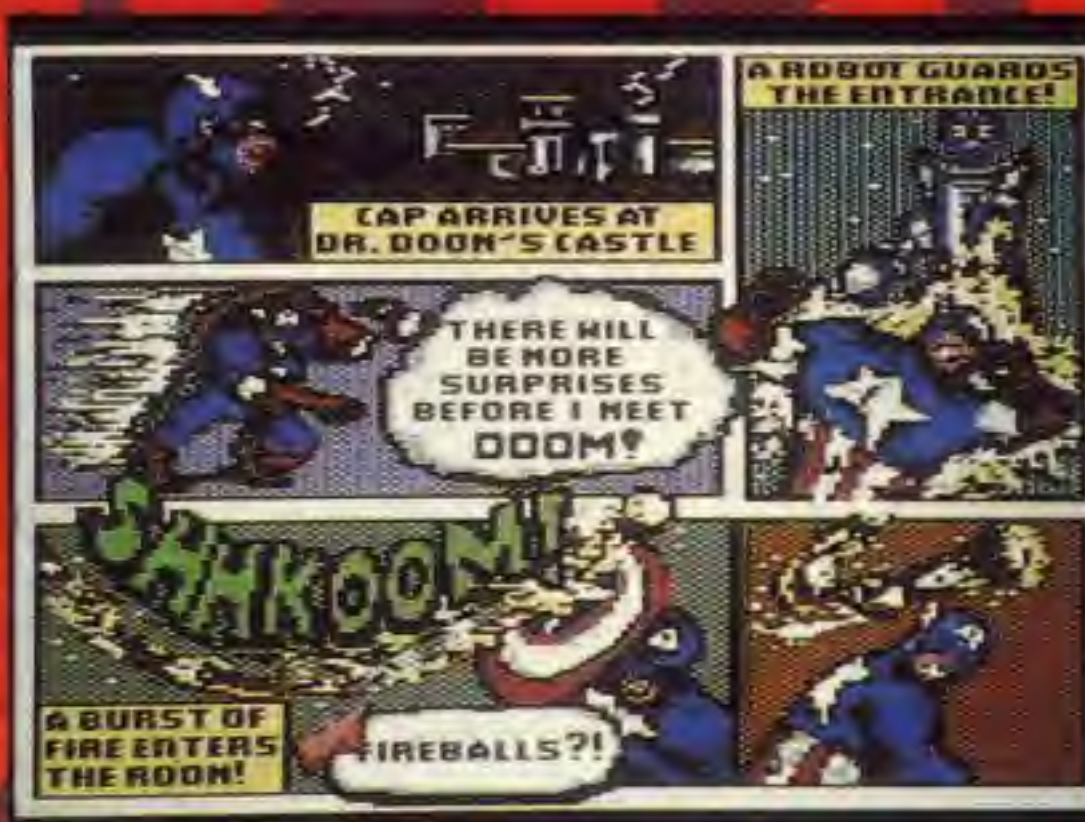 CAP ARRIVES AT
DR. DOOM'S CASTLE
A ROBOT GUARDS
THE ENTRANCE!
THERE WILL
BE MORE
SURPRISES
BEFORE I MEET
DOOM!
SHHKOOM!
A BURST OF
FIRE ENTERS
THE ROOM!
FIREBALLS?!